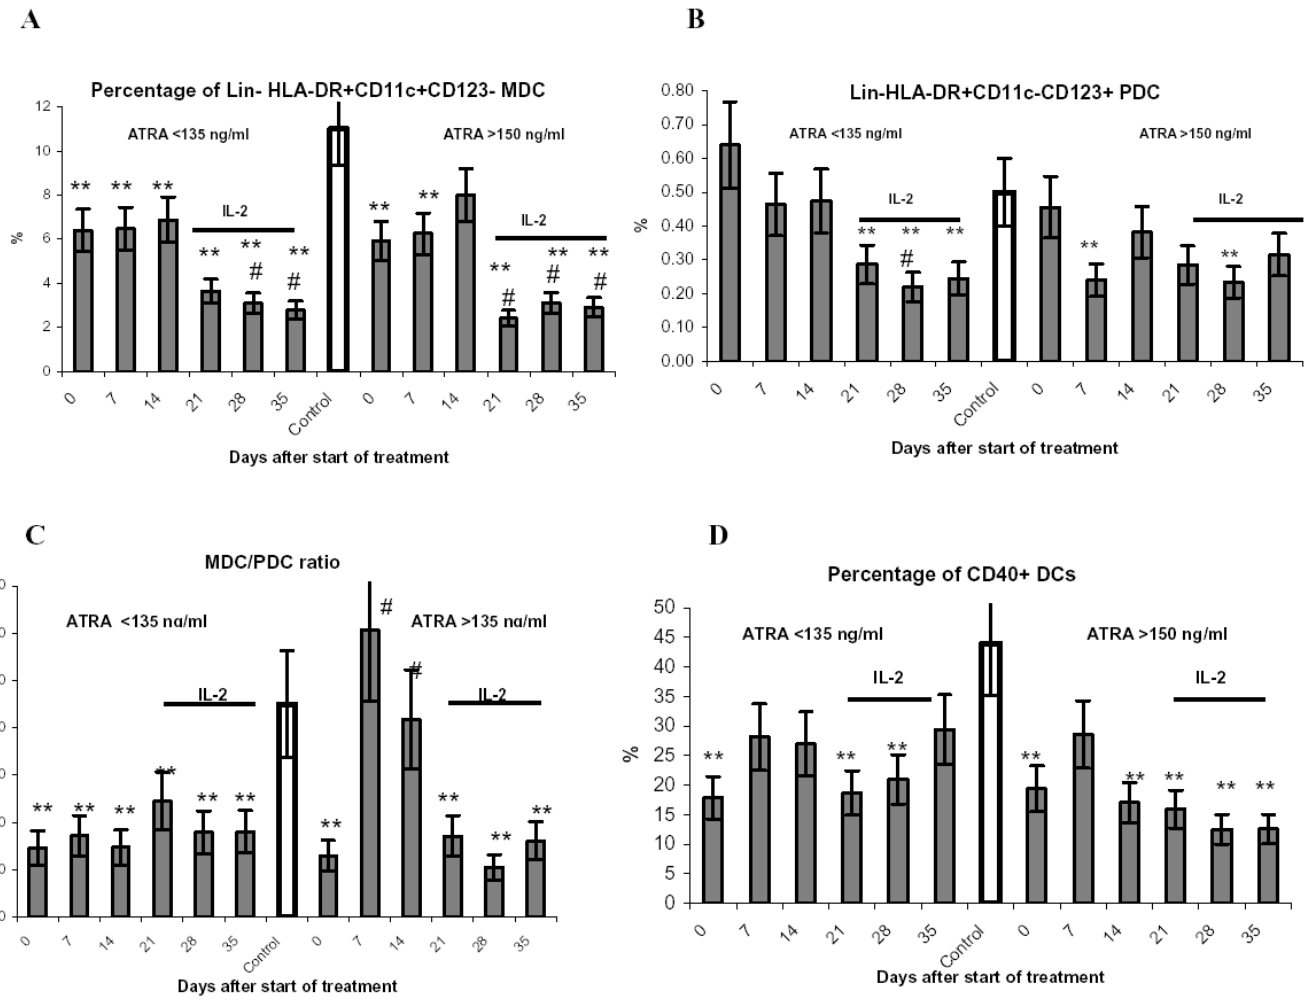 A
Percentage of Lin- HLA-DR+CD11c+CD123- MDC
ATRA <135 ng/ml
ATRA >150 ng/ml
IL-2
IL-2
%
12
10
8
6
4
2
0
** ** ** ** ** ** ** ** ** ** **
# # # # #
0 7 14 21 28 35 Control 0 7 14 21 28 35
Days after start of treatment
B
Lin-HLA-DR+CD11c-CD123+ PDC
ATRA <135 ng/ml
ATRA >150 ng/ml
IL-2
IL-2
%
0.80
0.70
0.60
0.50
0.40
0.30
0.20
0.10
0.00
** ** ** ** **
#
0 7 14 21 28 35 Control 0 7 14 21 28 35
Days after start of treatment
C
MDC/PDC ratio
ATRA <135 ng/ml
ATRA >135 ng/ml
IL-2
IL-2
0
0
0
0
0
0
0
0
** ** ** ** ** ** ** ** ** **
# #
0 7 14 21 28 35 Control 0 7 14 21 28 35
Days after start of treatment
D
Percentage of CD40+ DCs
ATRA <135 ng/ml
ATRA >150 ng/ml
IL-2
IL-2
%
50
45
40
35
30
25
20
15
10
5
0
** ** ** ** ** ** ** **
0 7 14 21 28 35 Control 0 7 14 21 28 35
Days after start of treatment